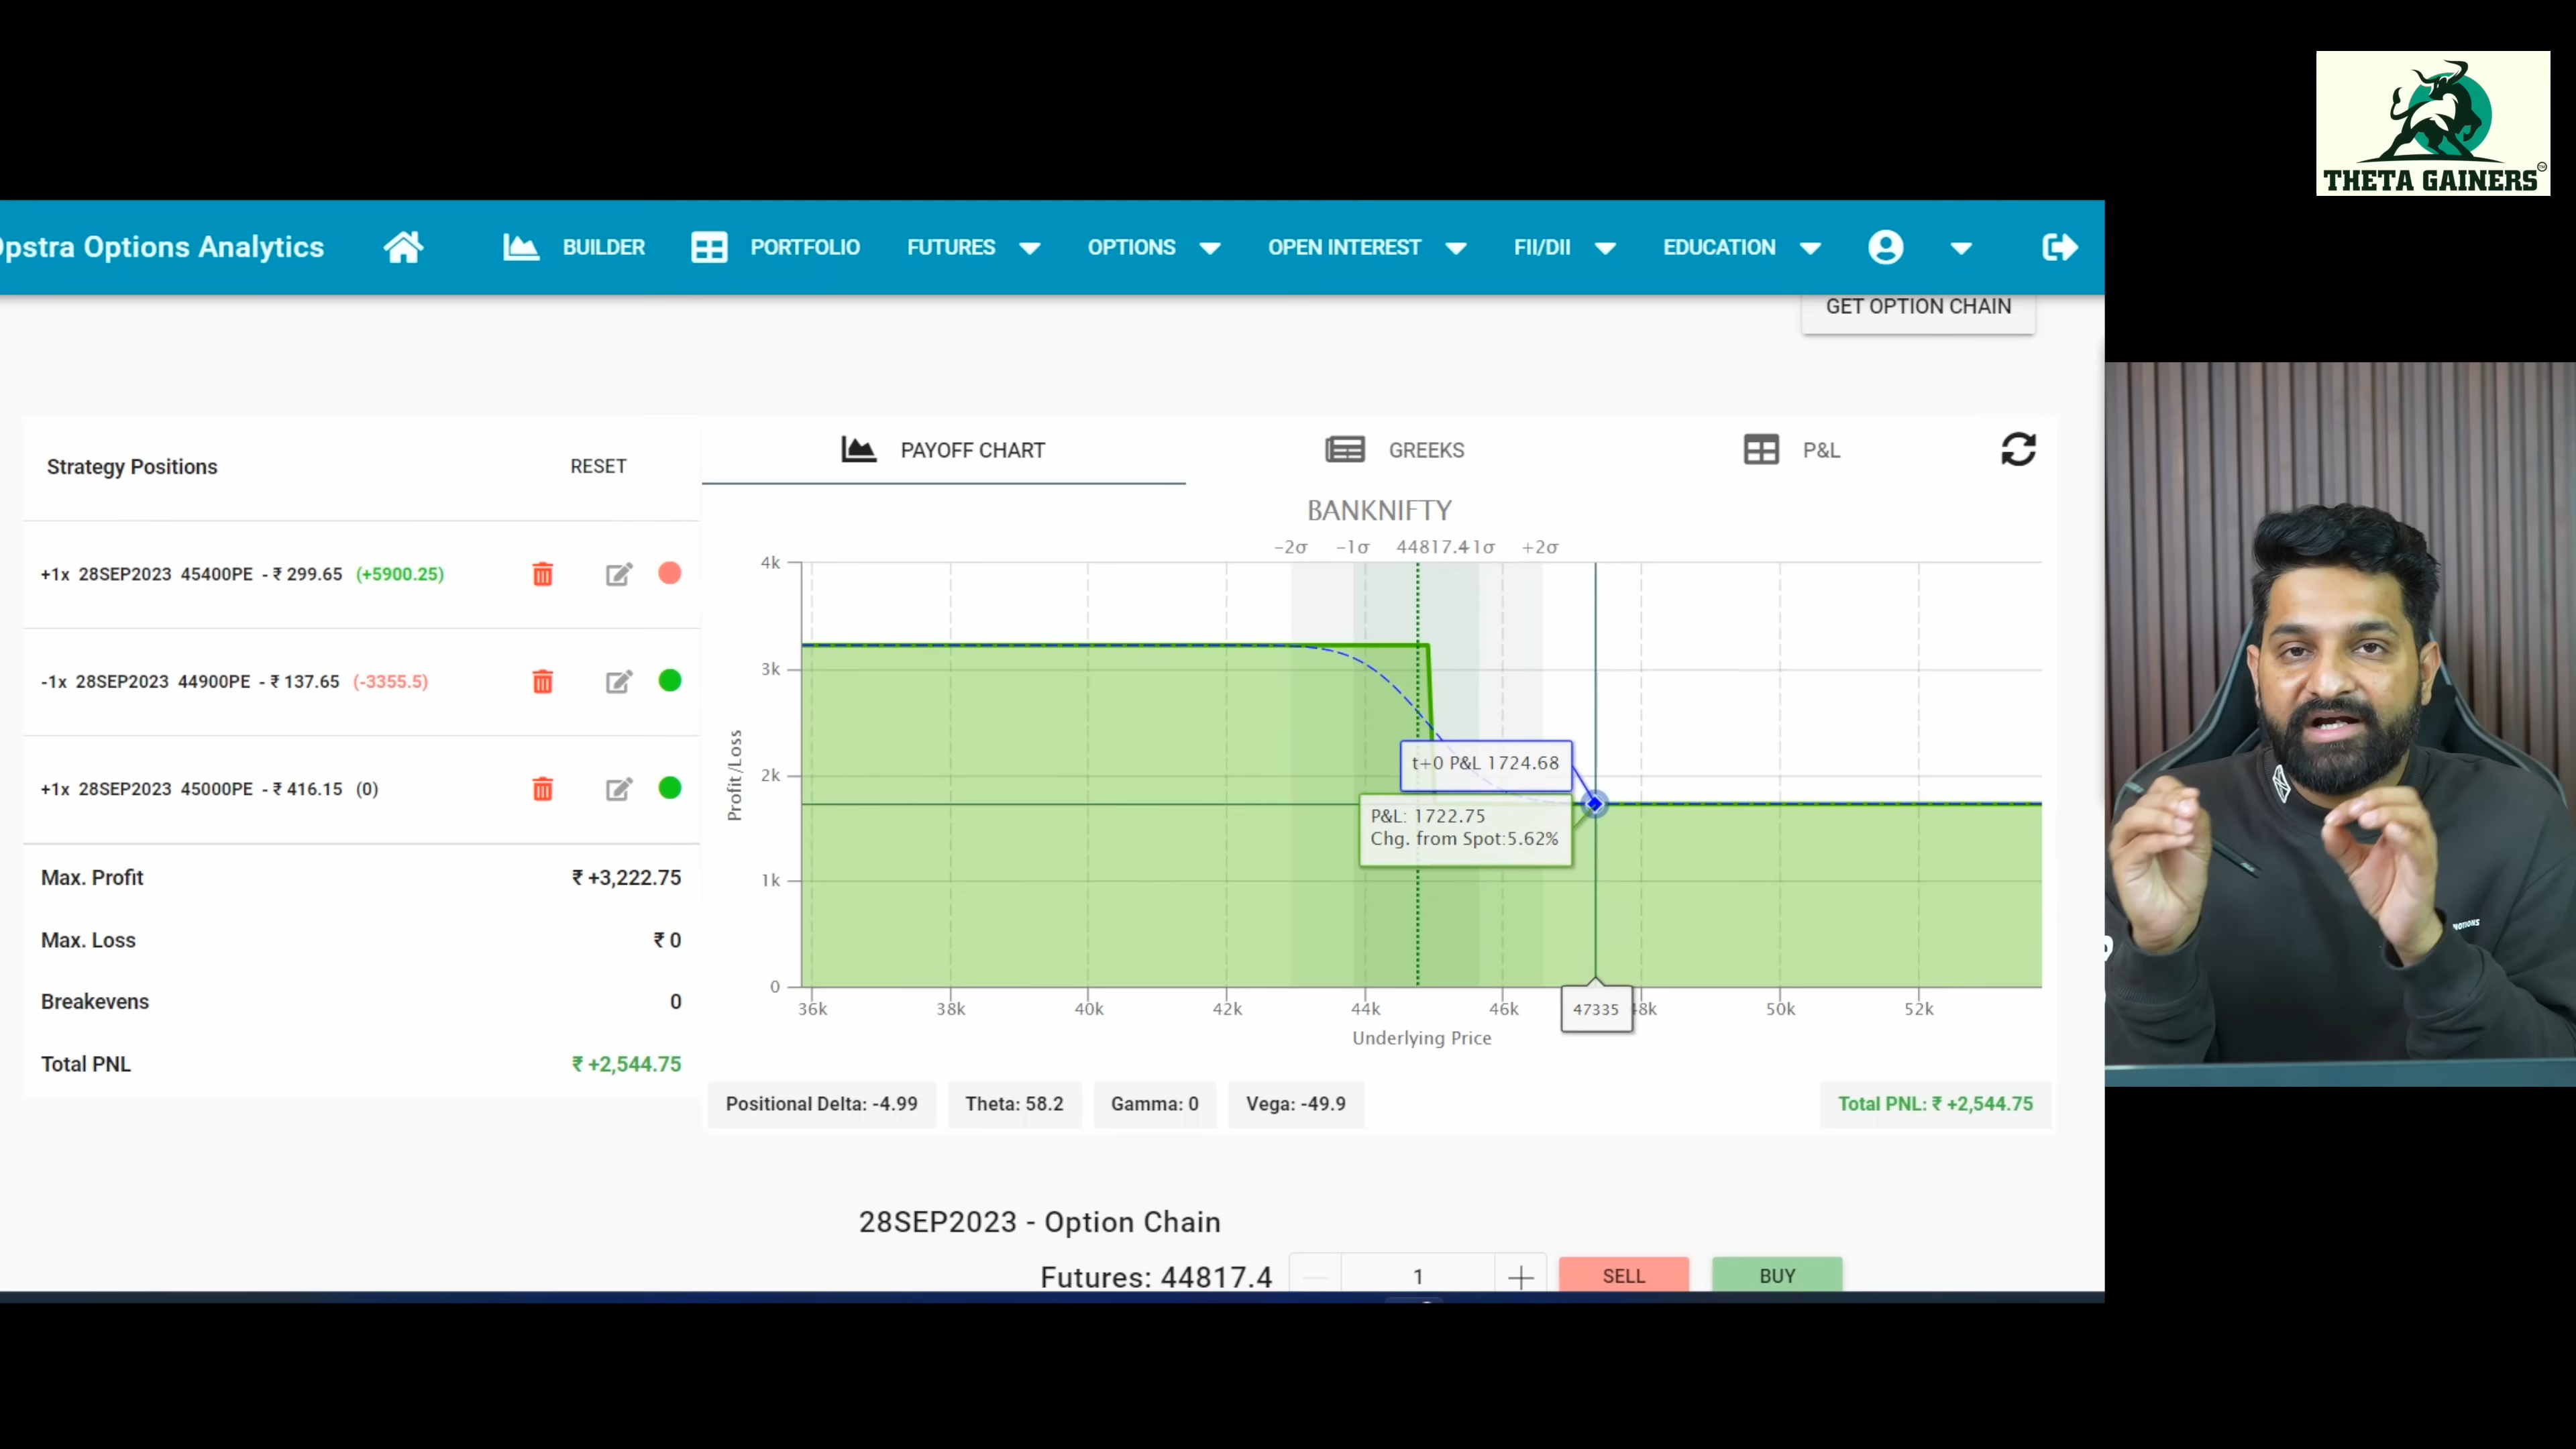 THETA GAINERS
pstra Options Analytics
BUILDER
PORTFOLIO
FUTURES
OPTIONS
OPEN INTEREST
FII/DII
EDUCATION
GET OPTION CHAIN
Strategy Positions
RESET
+1x 28SEP2023 45400PE - ₹ 299.65 (+5900.25)
-1x 28SEP2023 44900PE - ₹ 137.65 (-3355.5)
+1x 28SEP2023 45000PE - ₹ 416.15 (0)
Max. Profit ₹ +3,222.75
Max. Loss ₹ 0
Breakevens 0
Total PNL ₹ +2,544.75
PAYOFF CHART
GREEKS
P&L
BANKNIFTY
-2σ -1σ 44817.4 +1σ +2σ
4k
3k
2k
1k
0
Profit/Loss
t+0 P&L 1724.68
P&L: 1722.75
Chg. from Spot:5.62%
36k 38k 40k 42k 44k 46k 47335 48k 50k 52k
Underlying Price
Positional Delta: -4.99
Theta: 58.2
Gamma: 0
Vega: -49.9
Total PNL: ₹ +2,544.75
28SEP2023 - Option Chain
Futures: 44817.4
1
SELL
BUY